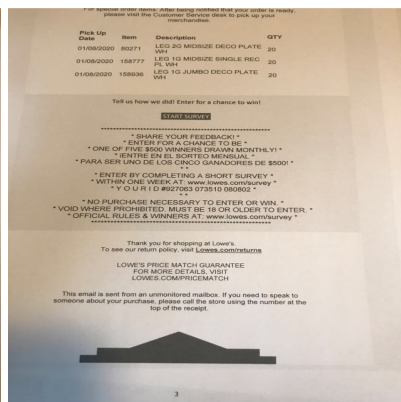 For special order items: After being notified that your order is ready,
please visit the Customer Service desk to pick up your
merchandise.
Pick Up Date Item Description QTY
01/08/2020 80271 LEG 2G MIDSIZE DECO PLATE WH 20
01/08/2020 158777 LEG 1G MIDSIZE SINGLE REC PL WH 20
01/08/2020 158936 LEG 1G JUMBO DECO PLATE WH 20
Tell us how we did! Enter for a chance to win!
START SURVEY
**************************************************
* SHARE YOUR FEEDBACK! *
* ENTER FOR A CHANCE TO BE *
* ONE OF FIVE $500 WINNERS DRAWN MONTHLY! *
* ¡ENTRE EN EL SORTEO MENSUAL *
* PARA SER UNO DE LOS CINCO GANADORES DE $500! *
* *
* ENTER BY COMPLETING A SHORT SURVEY *
* WITHIN ONE WEEK AT: www.lowes.com/survey *
* Y O U R I D #927063 073510 080802 *
* *
* NO PURCHASE NECESSARY TO ENTER OR WIN. *
* VOID WHERE PROHIBITED. MUST BE 18 OR OLDER TO ENTER. *
* OFFICIAL RULES & WINNERS AT: www.lowes.com/survey *
**************************************************
Thank you for shopping at Lowe's.
To see our return policy, visit Lowes.com/returns
LOWE'S PRICE MATCH GUARANTEE
FOR MORE DETAILS, VISIT
LOWES.COM/PRICEMATCH
This email is sent from an unmonitored mailbox. If you need to speak to
someone about your purchase, please call the store using the number at the
top of the receipt.
3